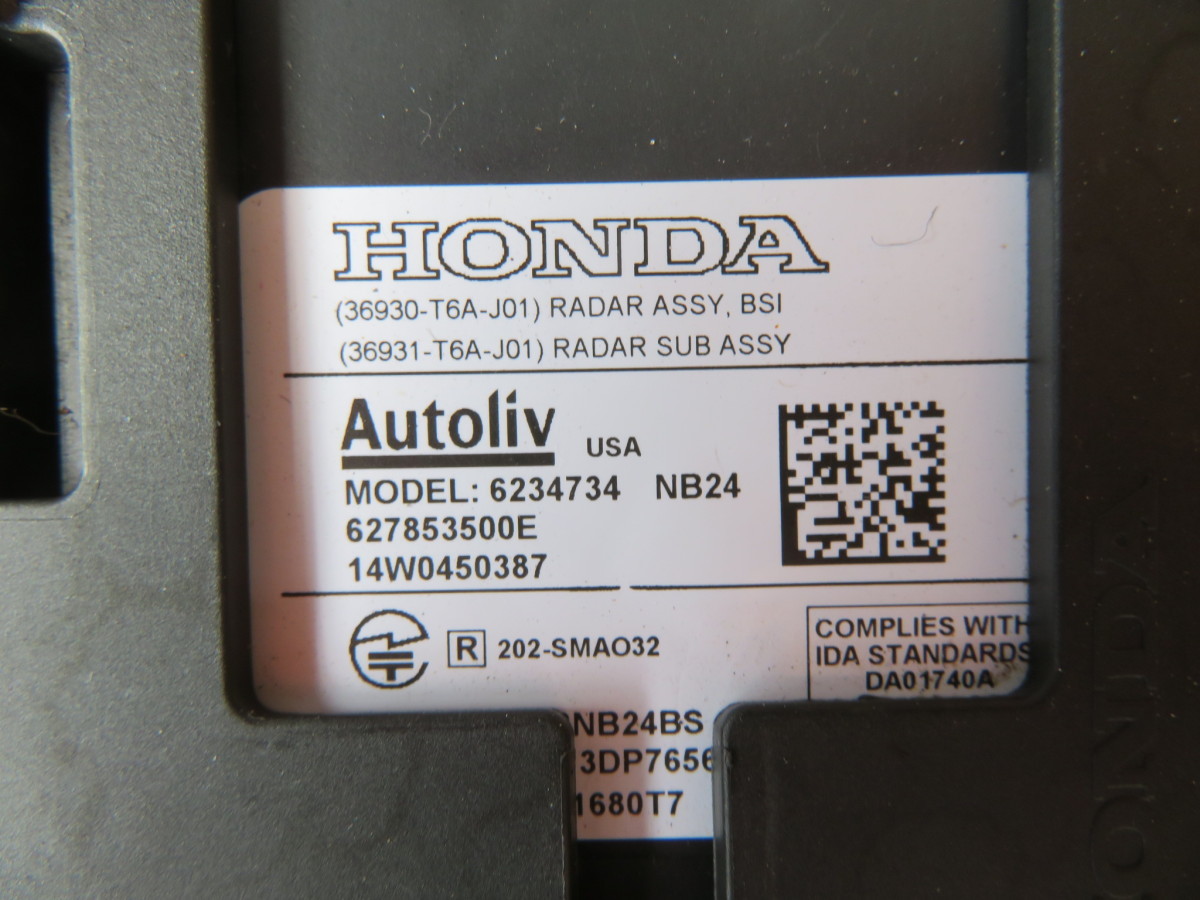 HONDA
(36930-T6A-J01) RADAR ASSY, BSI
(36931-T6A-J01) RADAR SUB ASSY
Autoliv USA
MODEL: 6234734 NB24
627853500E
14W0450387
R 202-SMAO32
COMPLIES WITH
IDA STANDARDS
DA01740A
NB24BS
3DP7656
1680T7
HONDA